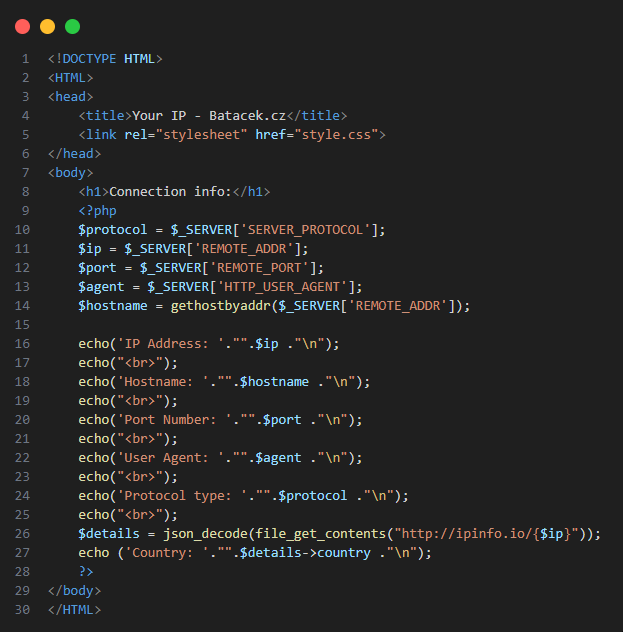 1 <!DOCTYPE HTML>
2 <HTML>
3 <head>
4     <title>Your IP - Batacek.cz</title>
5     <link rel="stylesheet" href="style.css">
6 </head>
7 <body>
8     <h1>Connection info:</h1>
9     <?php
10     $protocol = $_SERVER['SERVER_PROTOCOL'];
11     $ip = $_SERVER['REMOTE_ADDR'];
12     $port = $_SERVER['REMOTE_PORT'];
13     $agent = $_SERVER['HTTP_USER_AGENT'];
14     $hostname = gethostbyaddr($_SERVER['REMOTE_ADDR']);
15
16     echo('IP Address: '."".$ip ."\n");
17     echo("<br>");
18     echo('Hostname: '."".$hostname ."\n");
19     echo("<br>");
20     echo('Port Number: '."".$port ."\n");
21     echo("<br>");
22     echo('User Agent: '."".$agent ."\n");
23     echo("<br>");
24     echo('Protocol type: '."".$protocol ."\n");
25     echo("<br>");
26     $details = json_decode(file_get_contents("http://ipinfo.io/{$ip}"));
27     echo ('Country: '."".$details->country ."\n");
28     ?>
29 </body>
30 </HTML>